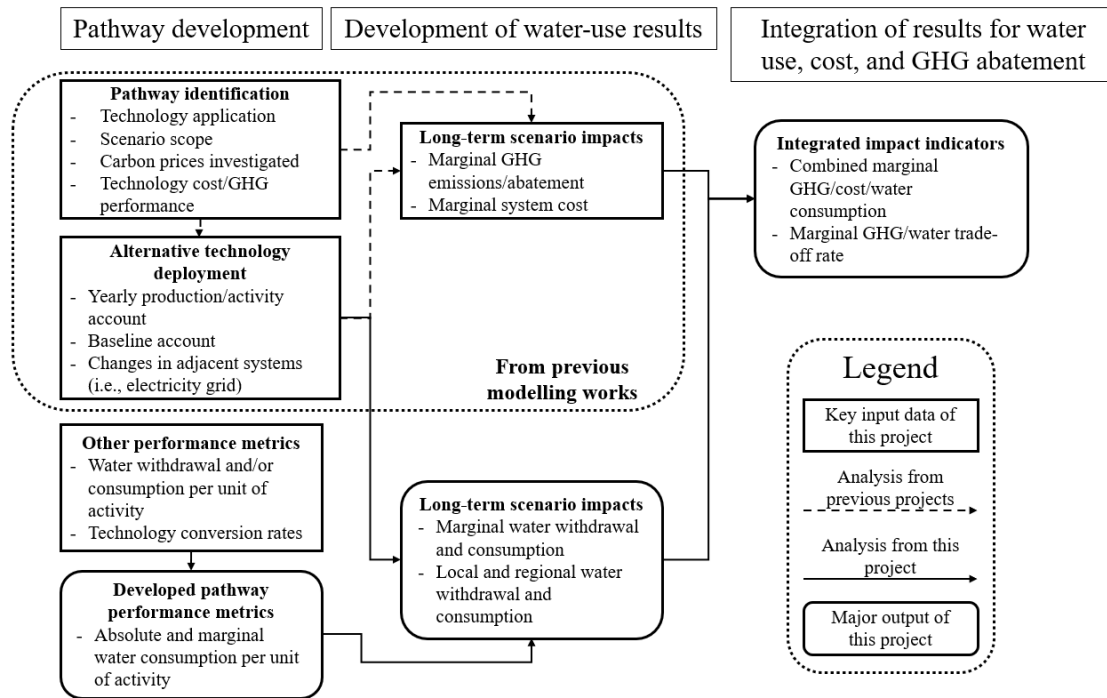 Pathway development
Development of water-use results
Integration of results for water
use, cost, and GHG abatement
Pathway identification
- Technology application
- Scenario scope
- Carbon prices investigated
- Technology cost/GHG
performance
Alternative technology
deployment
- Yearly production/activity
account
- Baseline account
- Changes in adjacent systems
(i.e., electricity grid)
Other performance metrics
- Water withdrawal and/or
consumption per unit of
activity
- Technology conversion rates
Developed pathway
performance metrics
- Absolute and marginal
water consumption per unit
of activity
Long-term scenario impacts
- Marginal GHG
emissions/abatement
- Marginal system cost
From previous
modelling works
Long-term scenario impacts
- Marginal water withdrawal
and consumption
- Local and regional water
withdrawal and
consumption
Integrated impact indicators
- Combined marginal
GHG/cost/water
consumption
- Marginal GHG/water trade-
off rate
Legend
Key input data of
this project
Analysis from
previous projects
Analysis from this
project
Major output of
this project